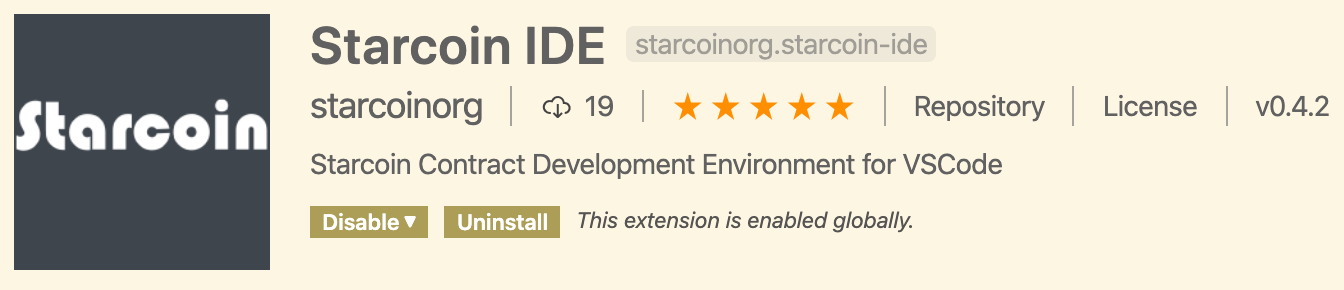 Starcoin
Starcoin IDE starcoinorg.starcoin-ide
starcoinorg 19 Repository License v0.4.2
Starcoin Contract Development Environment for VSCode
Disable Uninstall This extension is enabled globally.